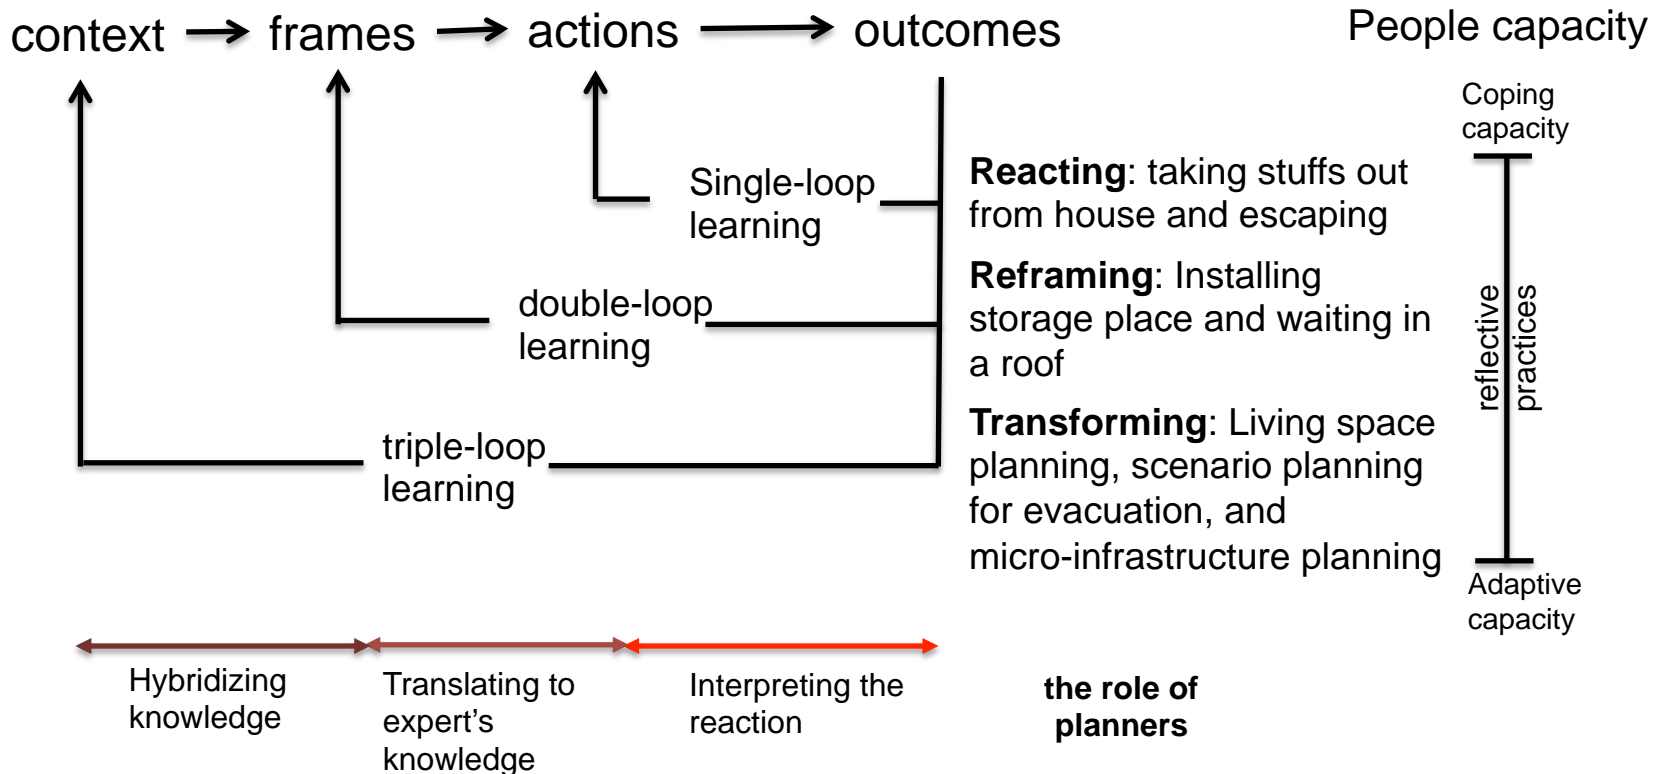 context
frames
actions
outcomes
People capacity
Coping
capacity
Single-loop
learning
Reacting: taking stuffs out
from house and escaping
double-loop
learning
Reframing: Installing
storage place and waiting in
a roof
reflective
practices
triple-loop
learning
Transforming: Living space
planning, scenario planning
for evacuation, and
micro-infrastructure planning
Adaptive
capacity
Hybridizing
knowledge
Translating to
expert’s
knowledge
Interpreting the
reaction
the role of
planners